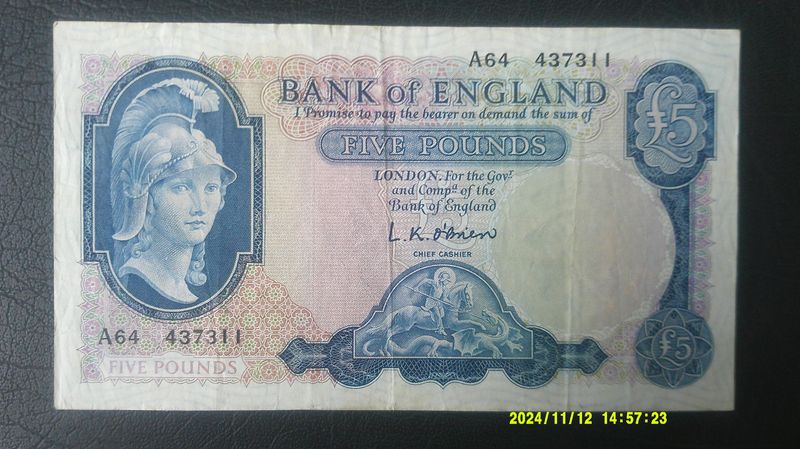 A64 437311
BANK of ENGLAND
I Promise to pay the bearer on demand the sum of
FIVE POUNDS
£5
LONDON. For the Govr
and Compa of the
Bank of England
L.K. O'Brien
CHIEF CASHIER
A64 437311
FIVE POUNDS
£5
2024/11/12 14:57:23